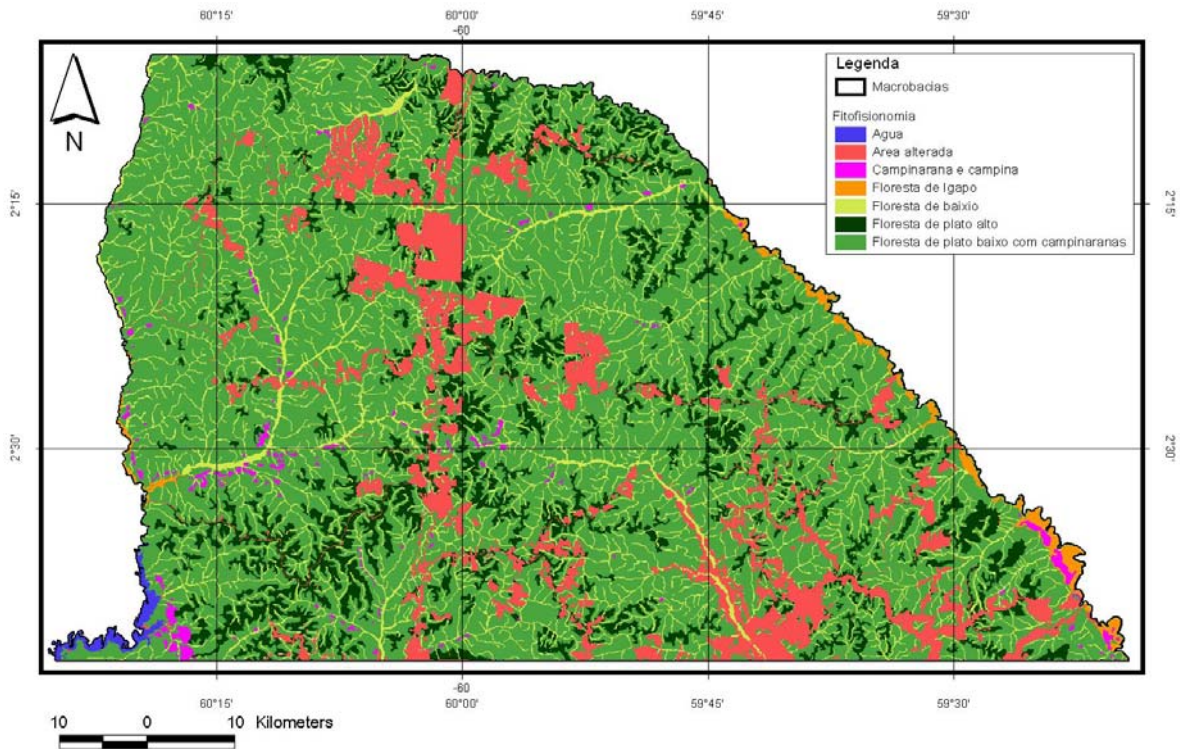 60°15' 60°00' 59°45' 59°30'
-60
N
Legenda
Macrobacias
Fitofisionomia
Agua
Area alterada
Campinarana e campina
Floresta de Igapo
Floresta de baixio
Floresta de plato alto
Floresta de plato baixo com campinaranas
2°15' 2°15'
2°30' 2°30'
-60
60°15' 60°00' 59°45' 59°30'
10 0 10 Kilometers